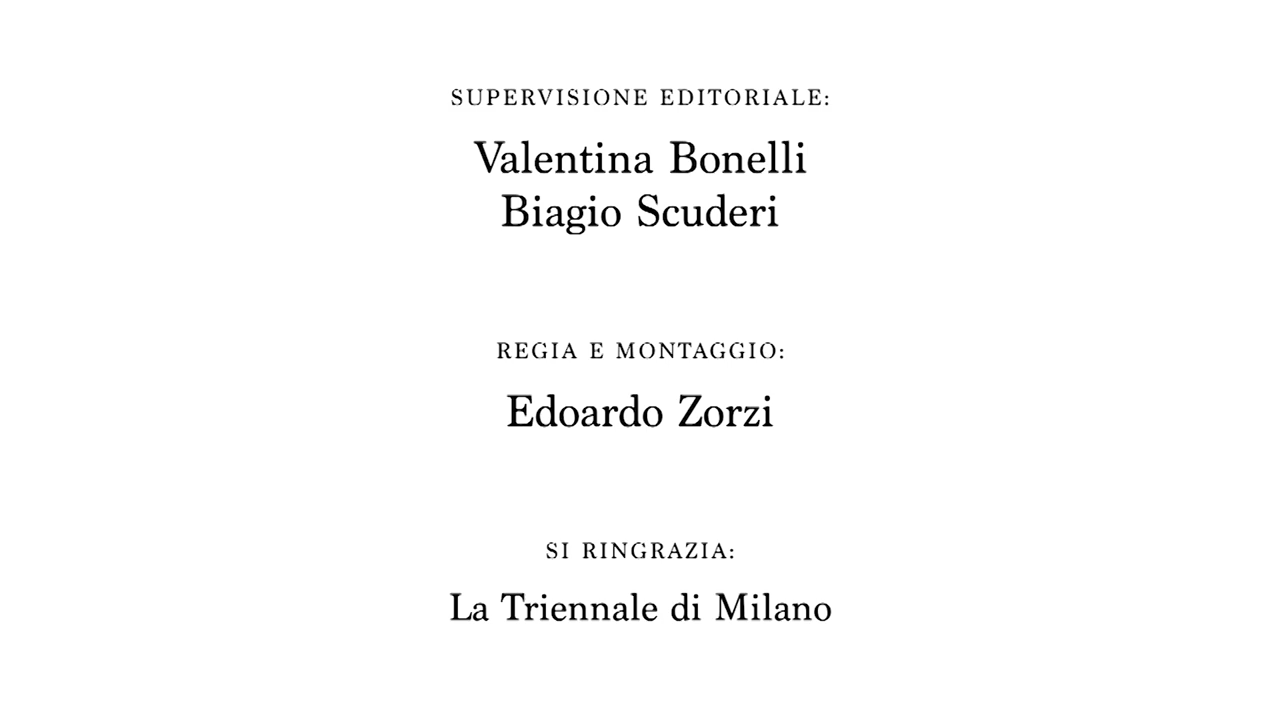 SUPERVISIONE EDITORIALE:
Valentina Bonelli
Biagio Scuderi
REGIA E MONTAGGIO:
Edoardo Zorzi
SI RINGRAZIA:
La Triennale di Milano